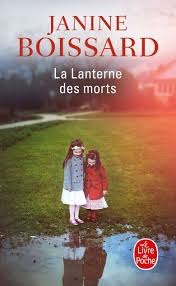 JANINE
BOISSARD
La Lanterne
des morts
Le Livre
de Poche